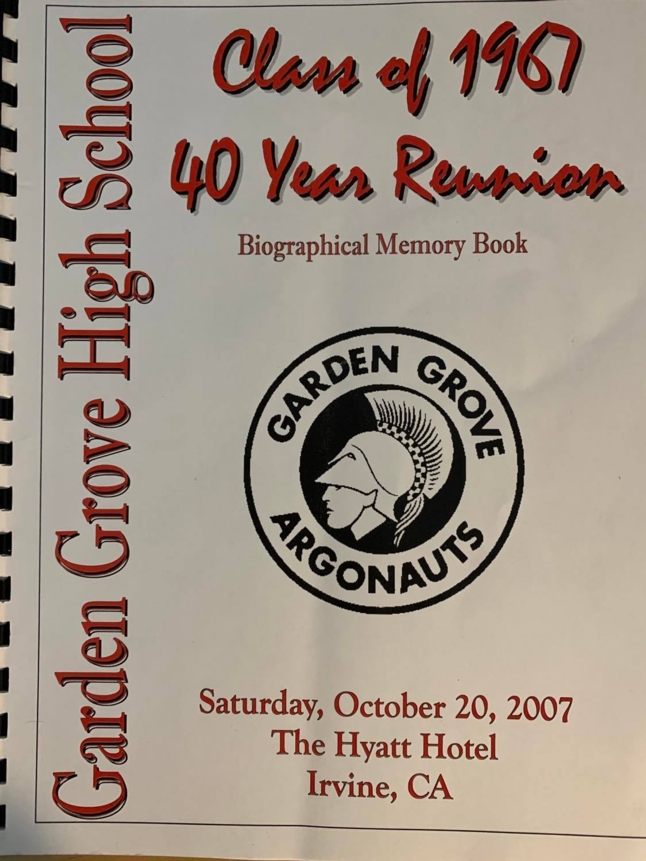 Garden Grove High School
Class of 1967
40 Year Reunion
Biographical Memory Book
GARDEN GROVE
ARGONAUTS
Saturday, October 20, 2007
The Hyatt Hotel
Irvine, CA